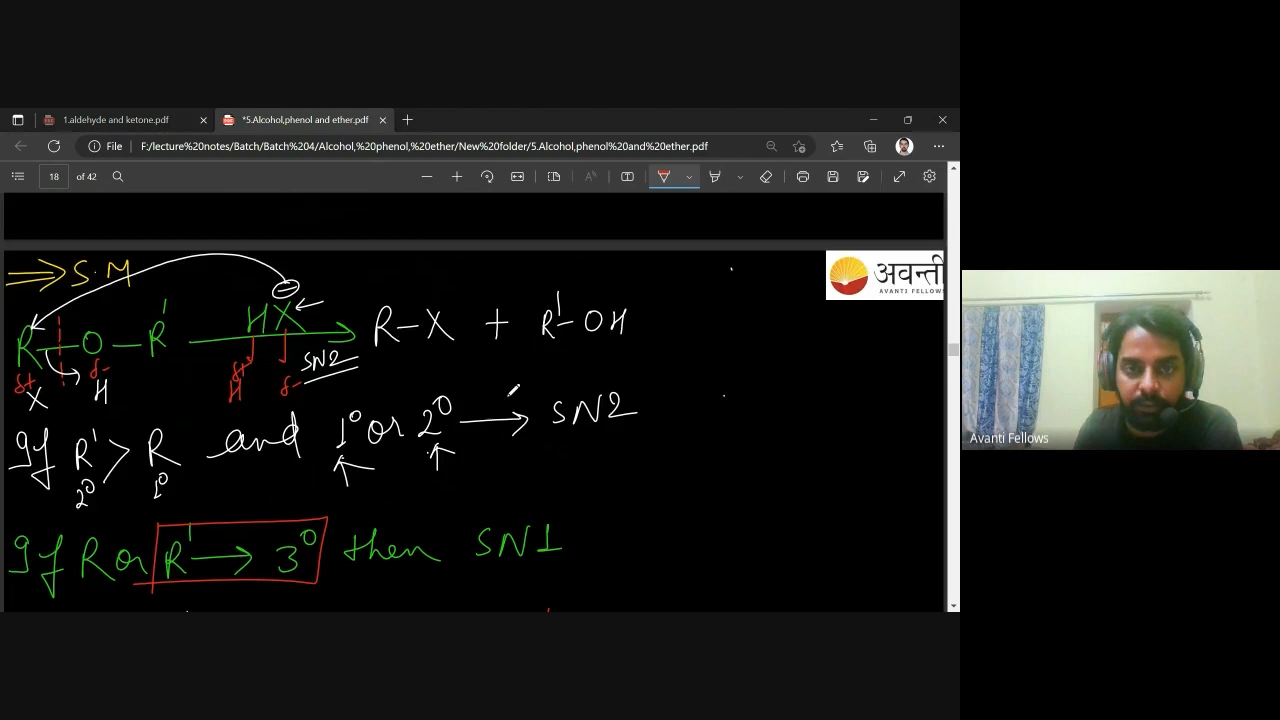 1.aldehyde and ketone.pdf
*5.Alcohol,phenol and ether.pdf
File F:/lecture%20notes/Batch/Batch%204/Alcohol,%20phenol,%20ether/New%20folder/5.Alcohol,phenol%20and%20ether.pdf
18 of 42
⇒ S.M
अवन्ती
AVANTI FELLOWS
R–O–R' HX → R–X + R'–OH
SN2
δ+ δ- δ+ δ-
X H H
If R' > R and 1° or 2° → SN2
2° 1°
If R or R' → 3° then SN1
Avanti Fellows